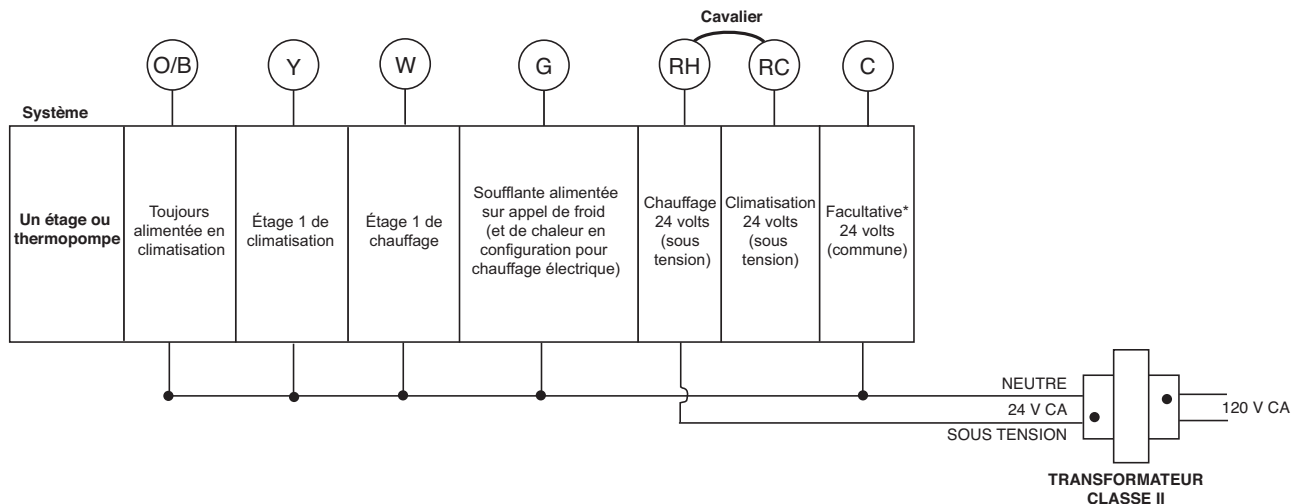 Cavalier
O/B
Y
W
G
RH
RC
C
Système
Un étage ou
thermopompe
Toujours
alimentée en
climatisation
Étage 1 de
climatisation
Étage 1 de
chauffage
Soufflante alimentée
sur appel de froid
(et de chaleur en
configuration pour
chauffage électrique)
Chauffage
24 volts
(sous
tension)
Climatisation
24 volts
(sous
tension)
Facultative*
24 volts
(commune)
NEUTRE
24 V CA
SOUS TENSION
120 V CA
TRANSFORMATEUR
CLASSE II